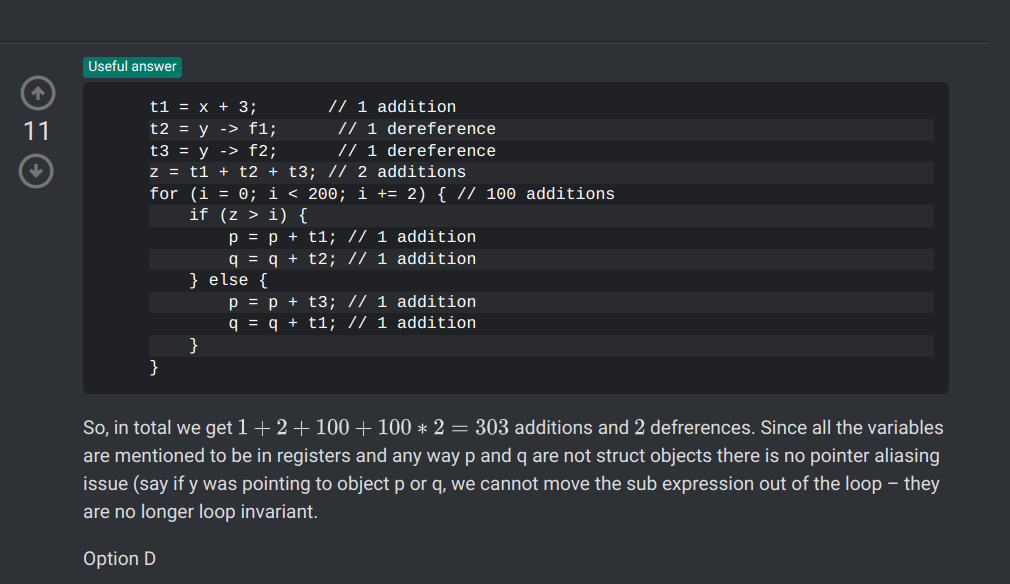 Useful answer
11
t1 = x + 3;       // 1 addition
t2 = y -> f1;      // 1 dereference
t3 = y -> f2;      // 1 dereference
z = t1 + t2 + t3; // 2 additions
for (i = 0; i < 200; i += 2) { // 100 additions
    if (z > i) {
        p = p + t1; // 1 addition
        q = q + t2; // 1 addition
    } else {
        p = p + t3; // 1 addition
        q = q + t1; // 1 addition
    }
}
So, in total we get 1 + 2 + 100 + 100 ∗ 2 = 303 additions and 2 defrerences. Since all the variables
are mentioned to be in registers and any way p and q are not struct objects there is no pointer aliasing
issue (say if y was pointing to object p or q, we cannot move the sub expression out of the loop – they
are no longer loop invariant.
Option D